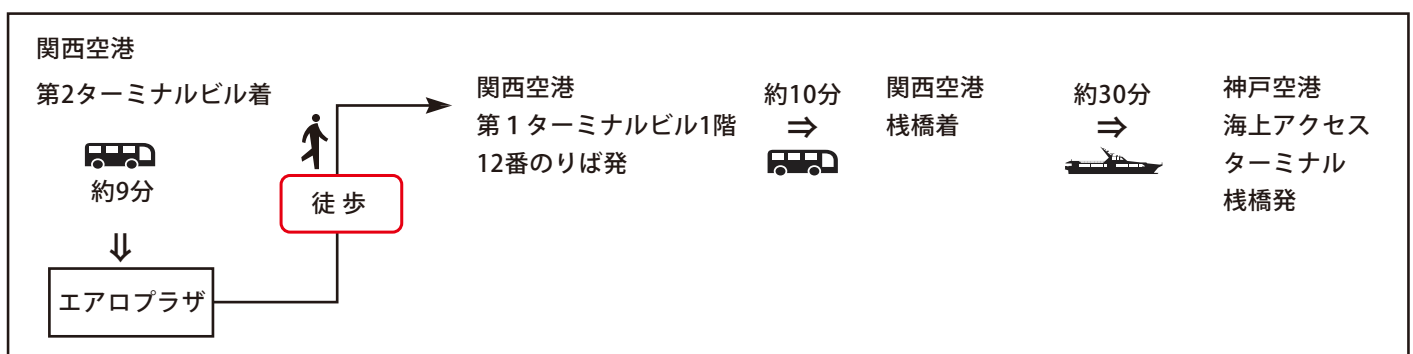 関西空港
第2ターミナルビル着
約9分
⇓
エアロプラザ
徒 歩
関西空港
第１ターミナルビル1階
12番のりば発
約10分
⇒
関西空港
桟橋着
約30分
⇒
神戸空港
海上アクセス
ターミナル
桟橋発